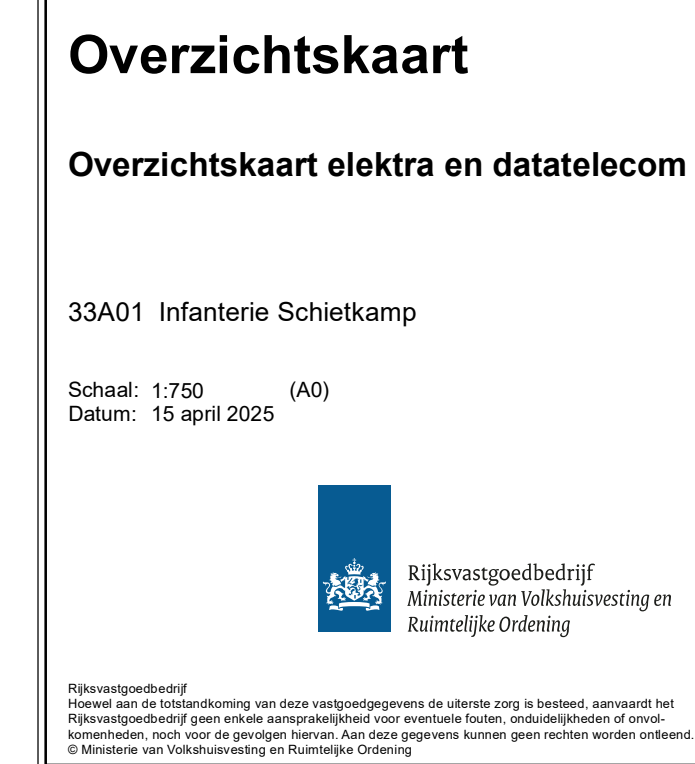 Overzichtskaart
Overzichtskaart elektra en datatelecom
33A01 Infanterie Schietkamp
Schaal: 1:750 (A0)
Datum: 15 april 2025
Rijksvastgoedbedrijf
Ministerie van Volkshuisvesting en
Ruimtelijke Ordening
Rijksvastgoedbedrijf
Hoewel aan de totstandkoming van deze vastgoedgegevens de uiterste zorg is besteed, aanvaardt het
Rijksvastgoedbedrijf geen enkele aansprakelijkheid voor eventuele fouten, onduidelijkheden of onvol-
komenheden, noch voor de gevolgen hiervan. Aan deze gegevens kunnen geen rechten worden ontleend.
© Ministerie van Volkshuisvesting en Ruimtelijke Ordening